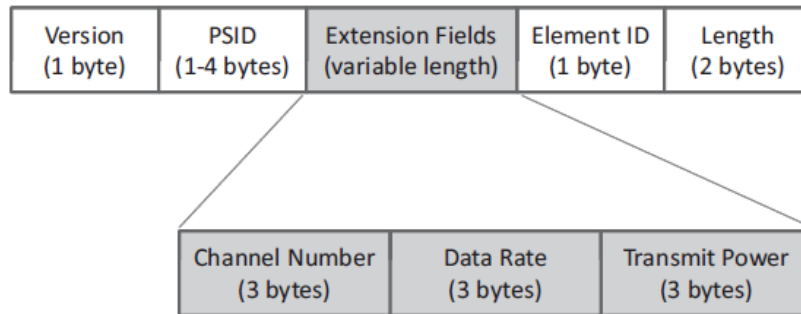 Version
(1 byte)
PSID
(1-4 bytes)
Extension Fields
(variable length)
Element ID
(1 byte)
Length
(2 bytes)
Channel Number
(3 bytes)
Data Rate
(3 bytes)
Transmit Power
(3 bytes)